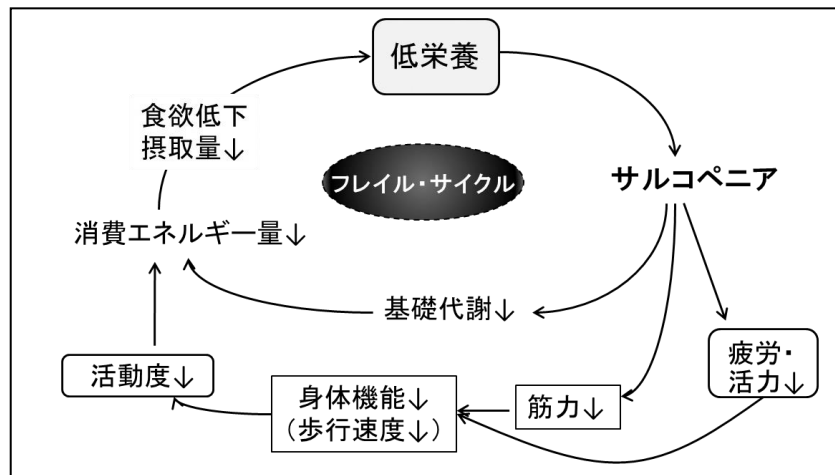 低栄養
食欲低下
摂取量↓
フレイル・サイクル
サルコペニア
消費エネルギー量↓
基礎代謝↓
疲労・
活力↓
活動度↓
身体機能↓
（歩行速度↓）
筋力↓